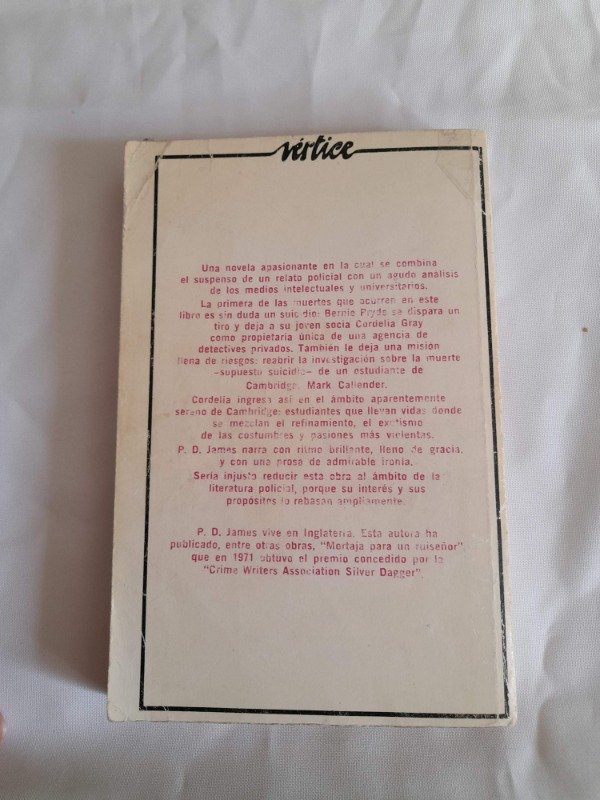 vértice
Una novela apasionante en la cual se combina
el suspenso de un relato policial con un agudo análisis
de los medios intelectuales y universitarios.
La primera de las muertes que ocurren en este
libro es sin duda un suicidio: Bernie Pryde se dispara un
tiro y deja a su joven socia Cordelia Gray
como propietaria única de una agencia de
detectives privados. También le deja una misión
llena de riesgos: reabrir la investigación sobre la muerte
-supuesto suicidio- de un estudiante de
Cambridge, Mark Callender.
Cordelia ingresa así en el ámbito aparentemente
sereno de Cambridge: estudiantes que llevan vidas donde
se mezclan el refinamiento, el exotismo
de las costumbres y pasiones más violentas.
P. D. James narra con ritmo brillante, lleno de gracia,
y con una prosa de admirable ironía.
Sería injusto reducir esta obra al ámbito de la
literatura policial, porque su interés y sus
propósitos lo rebasan ampliamente.
P. D. James vive en Inglaterra. Esta autora ha
publicado, entre otras obras, "Mortaja para un ruiseñor"
que en 1971 obtuvo el premio concedido por la
"Crime Writers Association Silver Dagger".